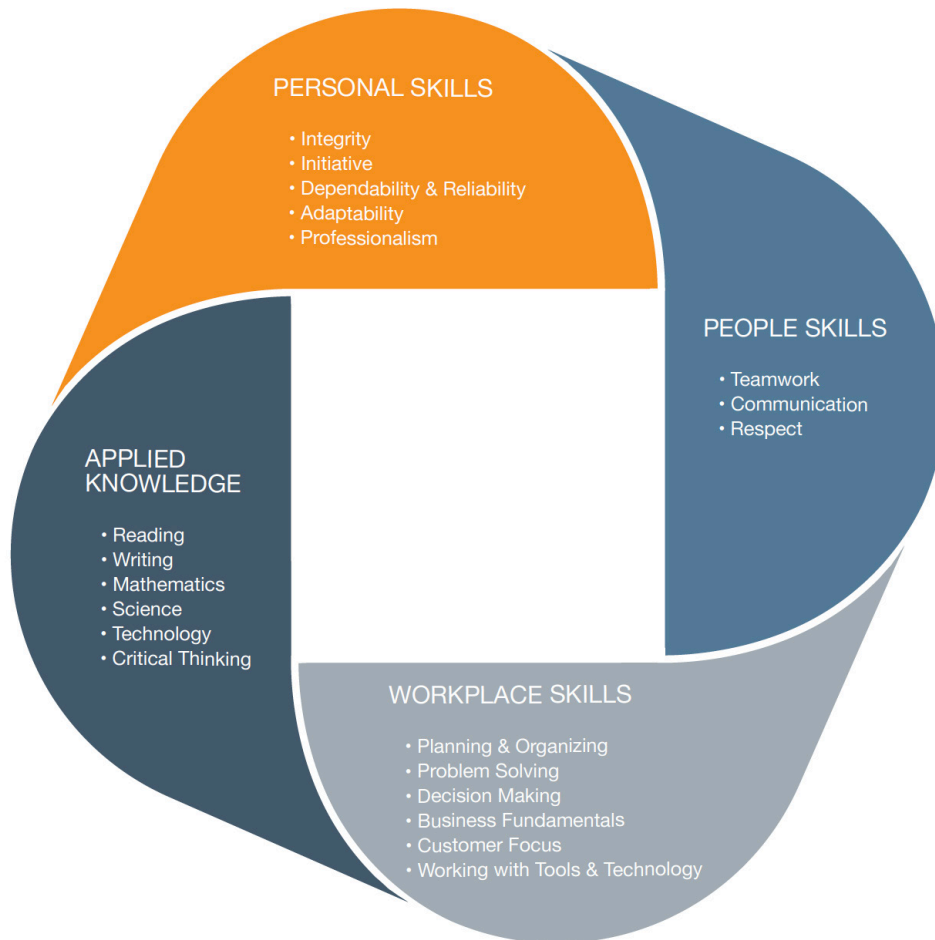 PERSONAL SKILLS
• Integrity
• Initiative
• Dependability & Reliability
• Adaptability
• Professionalism
PEOPLE SKILLS
• Teamwork
• Communication
• Respect
APPLIED
KNOWLEDGE
• Reading
• Writing
• Mathematics
• Science
• Technology
• Critical Thinking
WORKPLACE SKILLS
• Planning & Organizing
• Problem Solving
• Decision Making
• Business Fundamentals
• Customer Focus
• Working with Tools & Technology